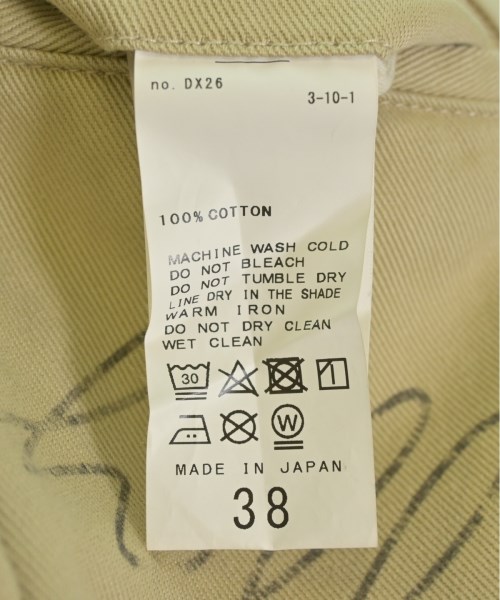 no. DX26
3-10-1
100% COTTON
MACHINE WASH COLD
DO NOT BLEACH
DO NOT TUMBLE DRY
LINE DRY IN THE SHADE
WARM IRON
DO NOT DRY CLEAN
WET CLEAN
30
W
MADE IN JAPAN
38